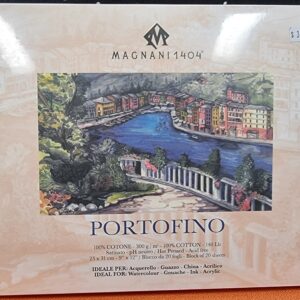 MAGNANI 1404
PORTOFINO
100% COTONE - 300 g / m² - 100% COTTON - 140 Lb
Satinato - pH neutro - Hot Pressed - Acid free
23 x 31 cm - 9" x 12" / Blocco da 20 fogli - Block of 20 sheets
IDEALE PER: Acquerello - Guazzo - China - Acrilico
IDEAL FOR: Watercolour - Gouache - Ink - Acrylic